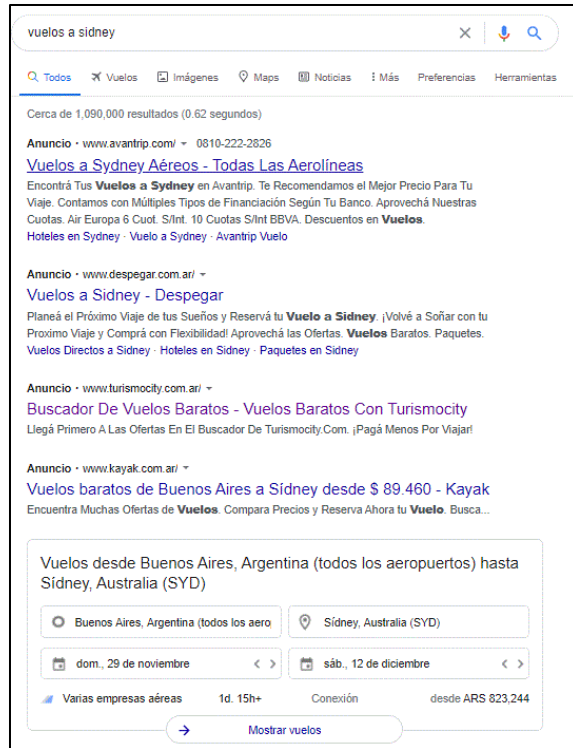 vuelos a sidney
Todos Vuelos Imágenes Maps Noticias Más Preferencias Herramientas
Cerca de 1,090,000 resultados (0.62 segundos)
Anuncio · www.avantrip.com/ 0810-222-2826
Vuelos a Sydney Aéreos - Todas Las Aerolíneas
Encontrá Tus Vuelos a Sydney en Avantrip. Te Recomendamos el Mejor Precio Para Tu
Viaje. Contamos con Múltiples Tipos de Financiación Según Tu Banco. Aprovechá Nuestras
Cuotas. Air Europa 6 Cuot. S/Int. 10 Cuotas S/Int BBVA. Descuentos en Vuelos.
Hoteles en Sydney · Vuelo a Sydney · Avantrip Vuelo
Anuncio · www.despegar.com.ar/
Vuelos a Sidney - Despegar
Planeá el Próximo Viaje de tus Sueños y Reservá tu Vuelo a Sidney. ¡Volvé a Soñar con tu
Proximo Viaje y Comprá con Flexibilidad! Aprovechá las Ofertas. Vuelos Baratos. Paquetes.
Vuelos Directos a Sidney · Hoteles en Sidney · Paquetes en Sidney
Anuncio · www.turismocity.com.ar/
Buscador De Vuelos Baratos - Vuelos Baratos Con Turismocity
Llegá Primero A Las Ofertas En El Buscador De Turismocity.Com. ¡Pagá Menos Por Viajar!
Anuncio · www.kayak.com.ar/
Vuelos baratos de Buenos Aires a Sídney desde $ 89.460 - Kayak
Encuentra Muchas Ofertas de Vuelos. Compara Precios y Reserva Ahora tu Vuelo. Busca...
Vuelos desde Buenos Aires, Argentina (todos los aeropuertos) hasta
Sídney, Australia (SYD)
Buenos Aires, Argentina (todos los aero Sídney, Australia (SYD)
dom., 29 de noviembre < > sáb., 12 de diciembre < >
Varias empresas aéreas 1d. 15h+ Conexión desde ARS 823,244
Mostrar vuelos